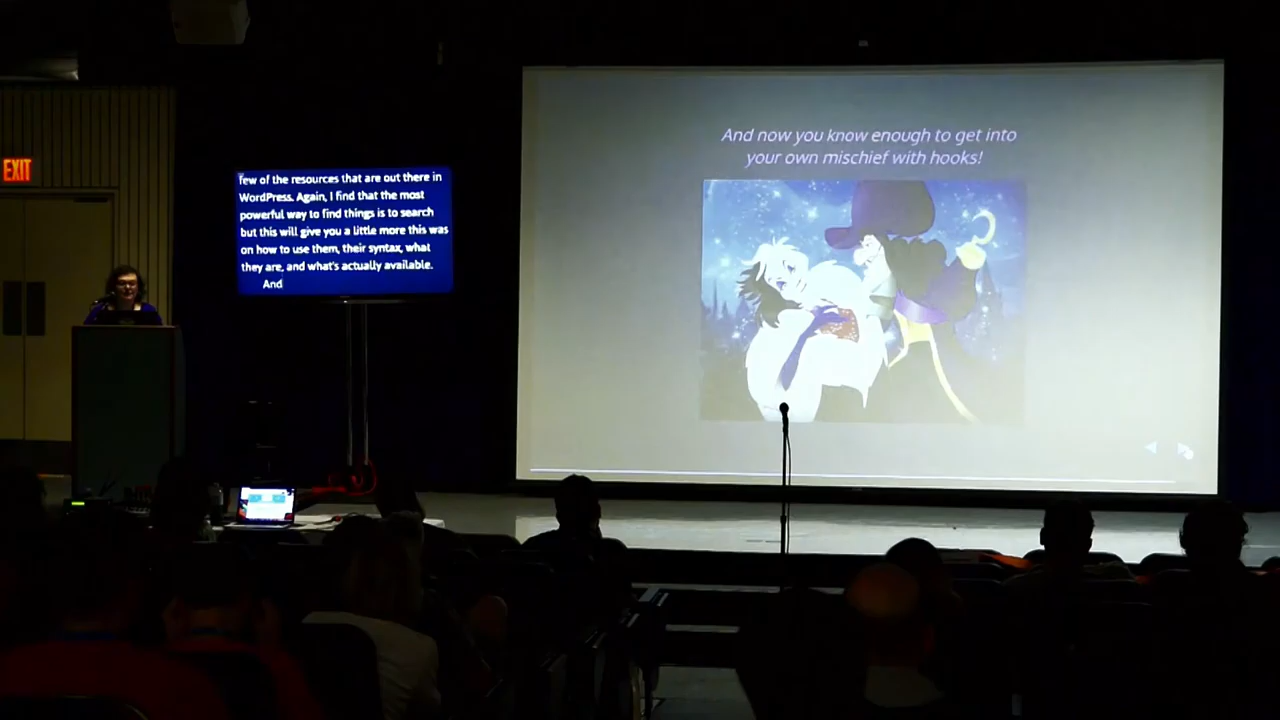 EXIT
few of the resources that are out there in
WordPress. Again, I find that the most
powerful way to find things is to search
but this will give you a little more this was
on how to use them, their syntax, what
they are, and what's actually available.
And
And now you know enough to get into
your own mischief with hooks!